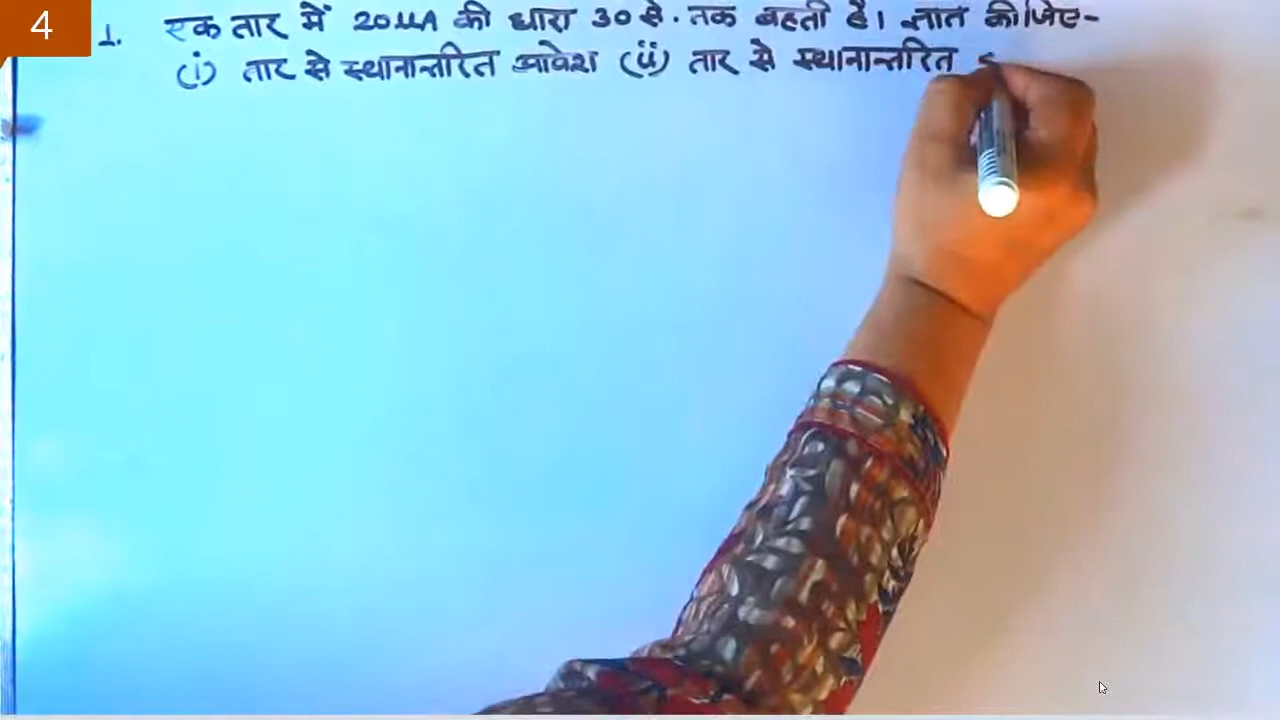 4
1. एक तार में 20μA की धारा 30 से. तक बहती है। ज्ञात कीजिए-
(i) तार से स्थानान्तरित आवेश (ii) तार से स्थानान्तरित